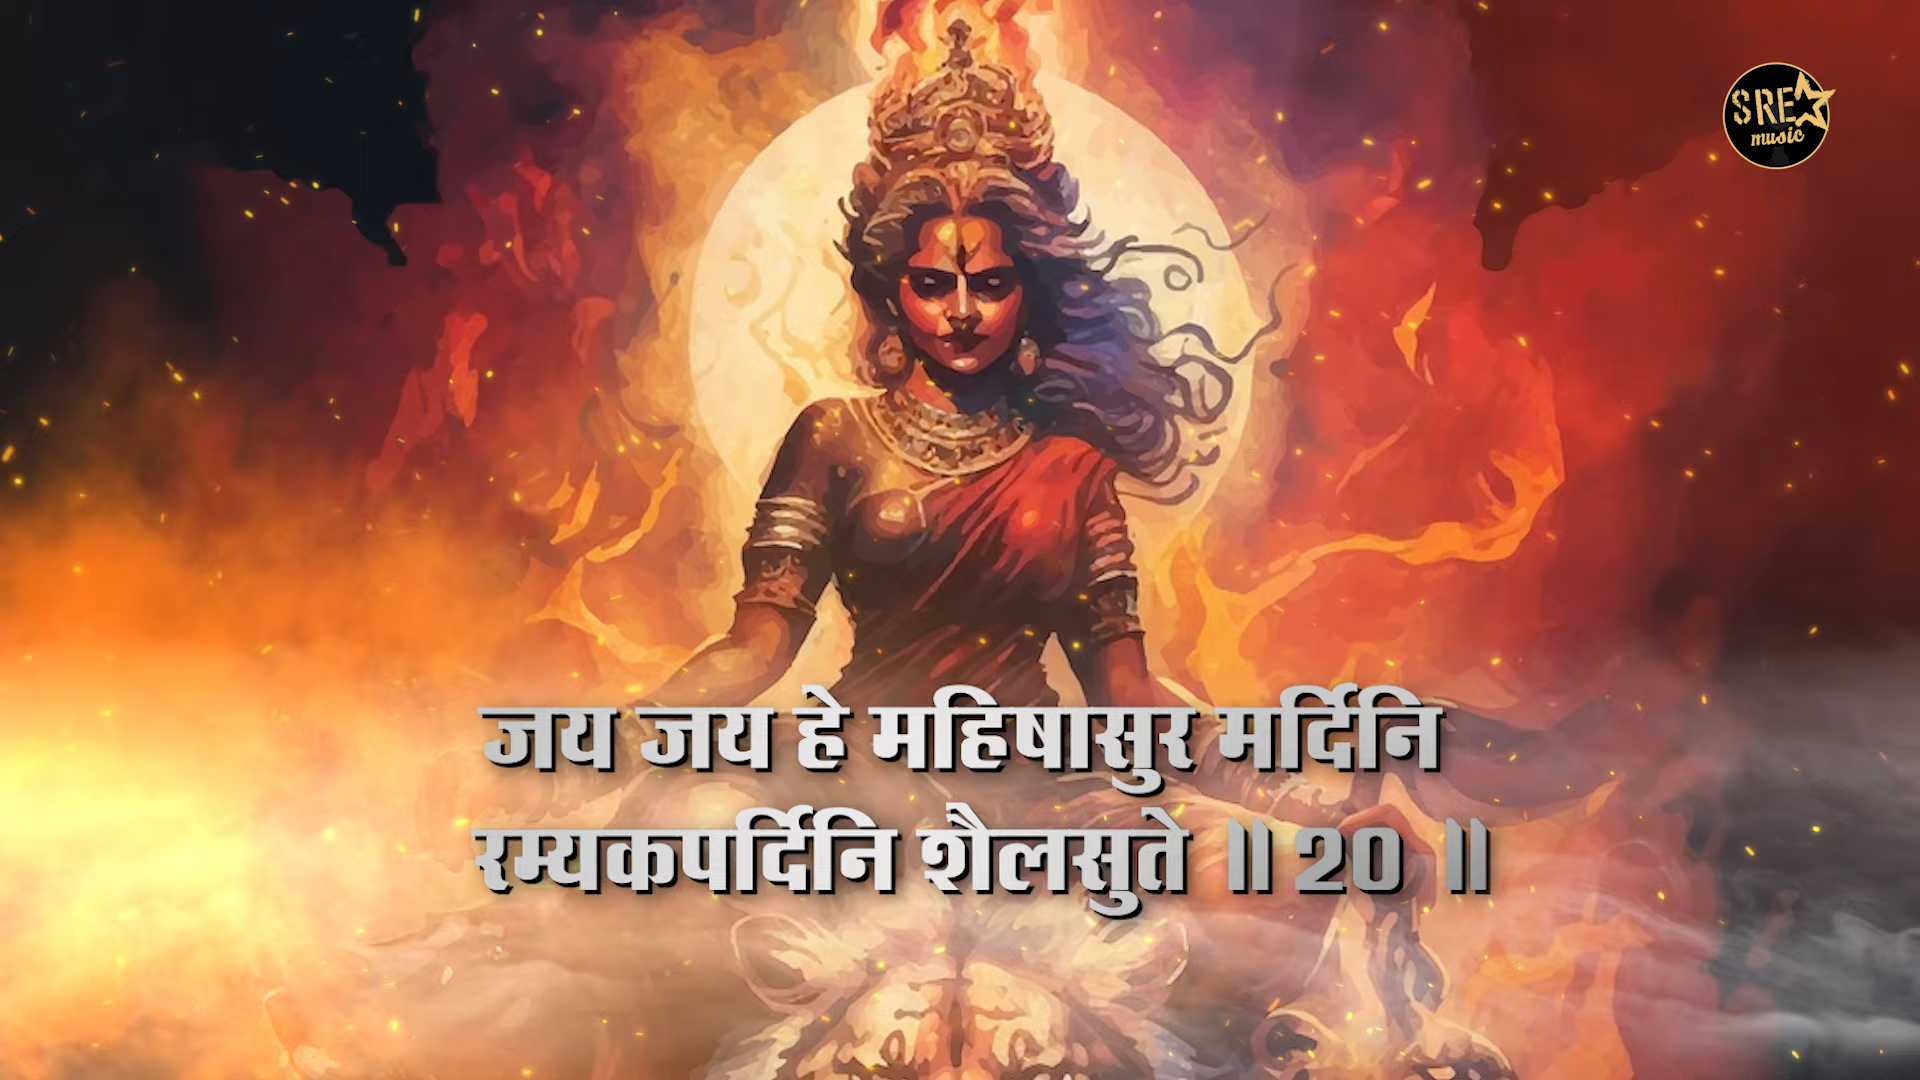 SRE
music
जय जय हे महिषासुर मर्दिनि
रम्यकपर्दिनि शैलसुते ॥ 20 ॥